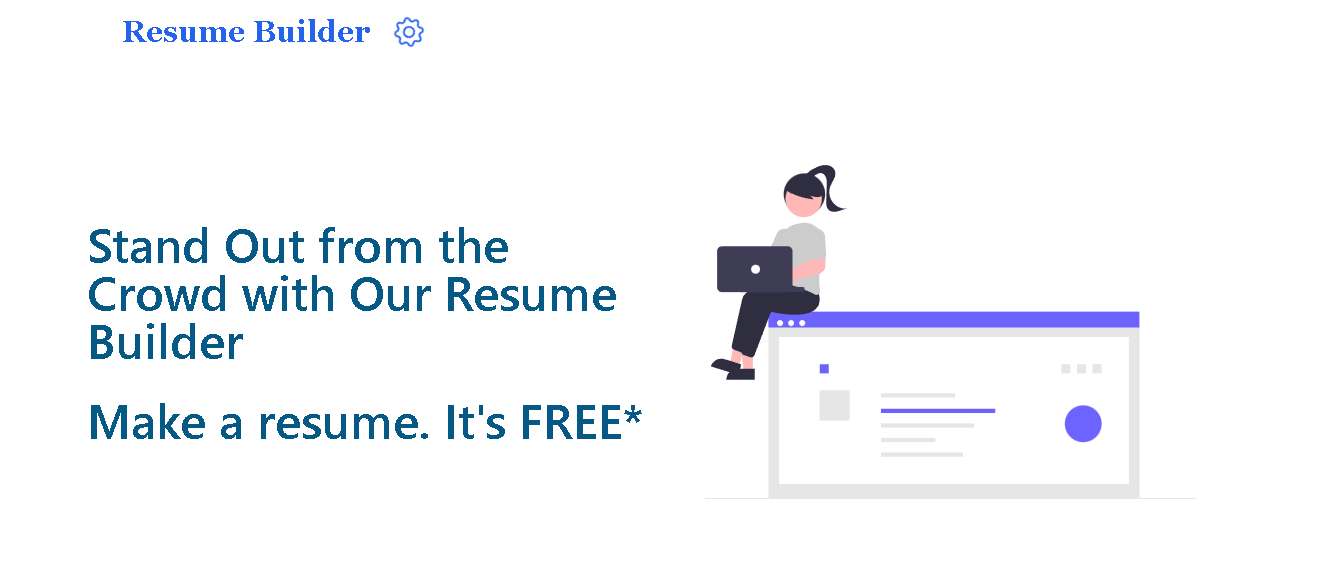 Resume Builder
Stand Out from the
Crowd with Our Resume
Builder
Make a resume. It's FREE*